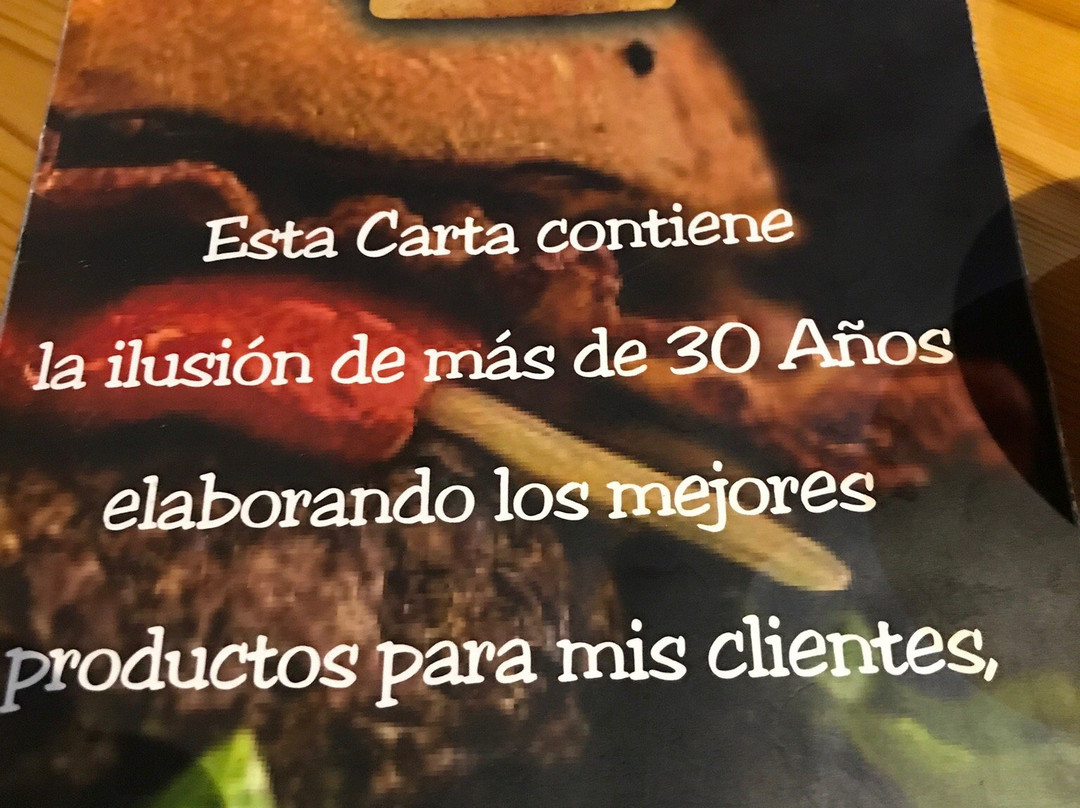 Esta Carta contiene
la ilusión de más de 30 Años
elaborando los mejores
productos para mis clientes,